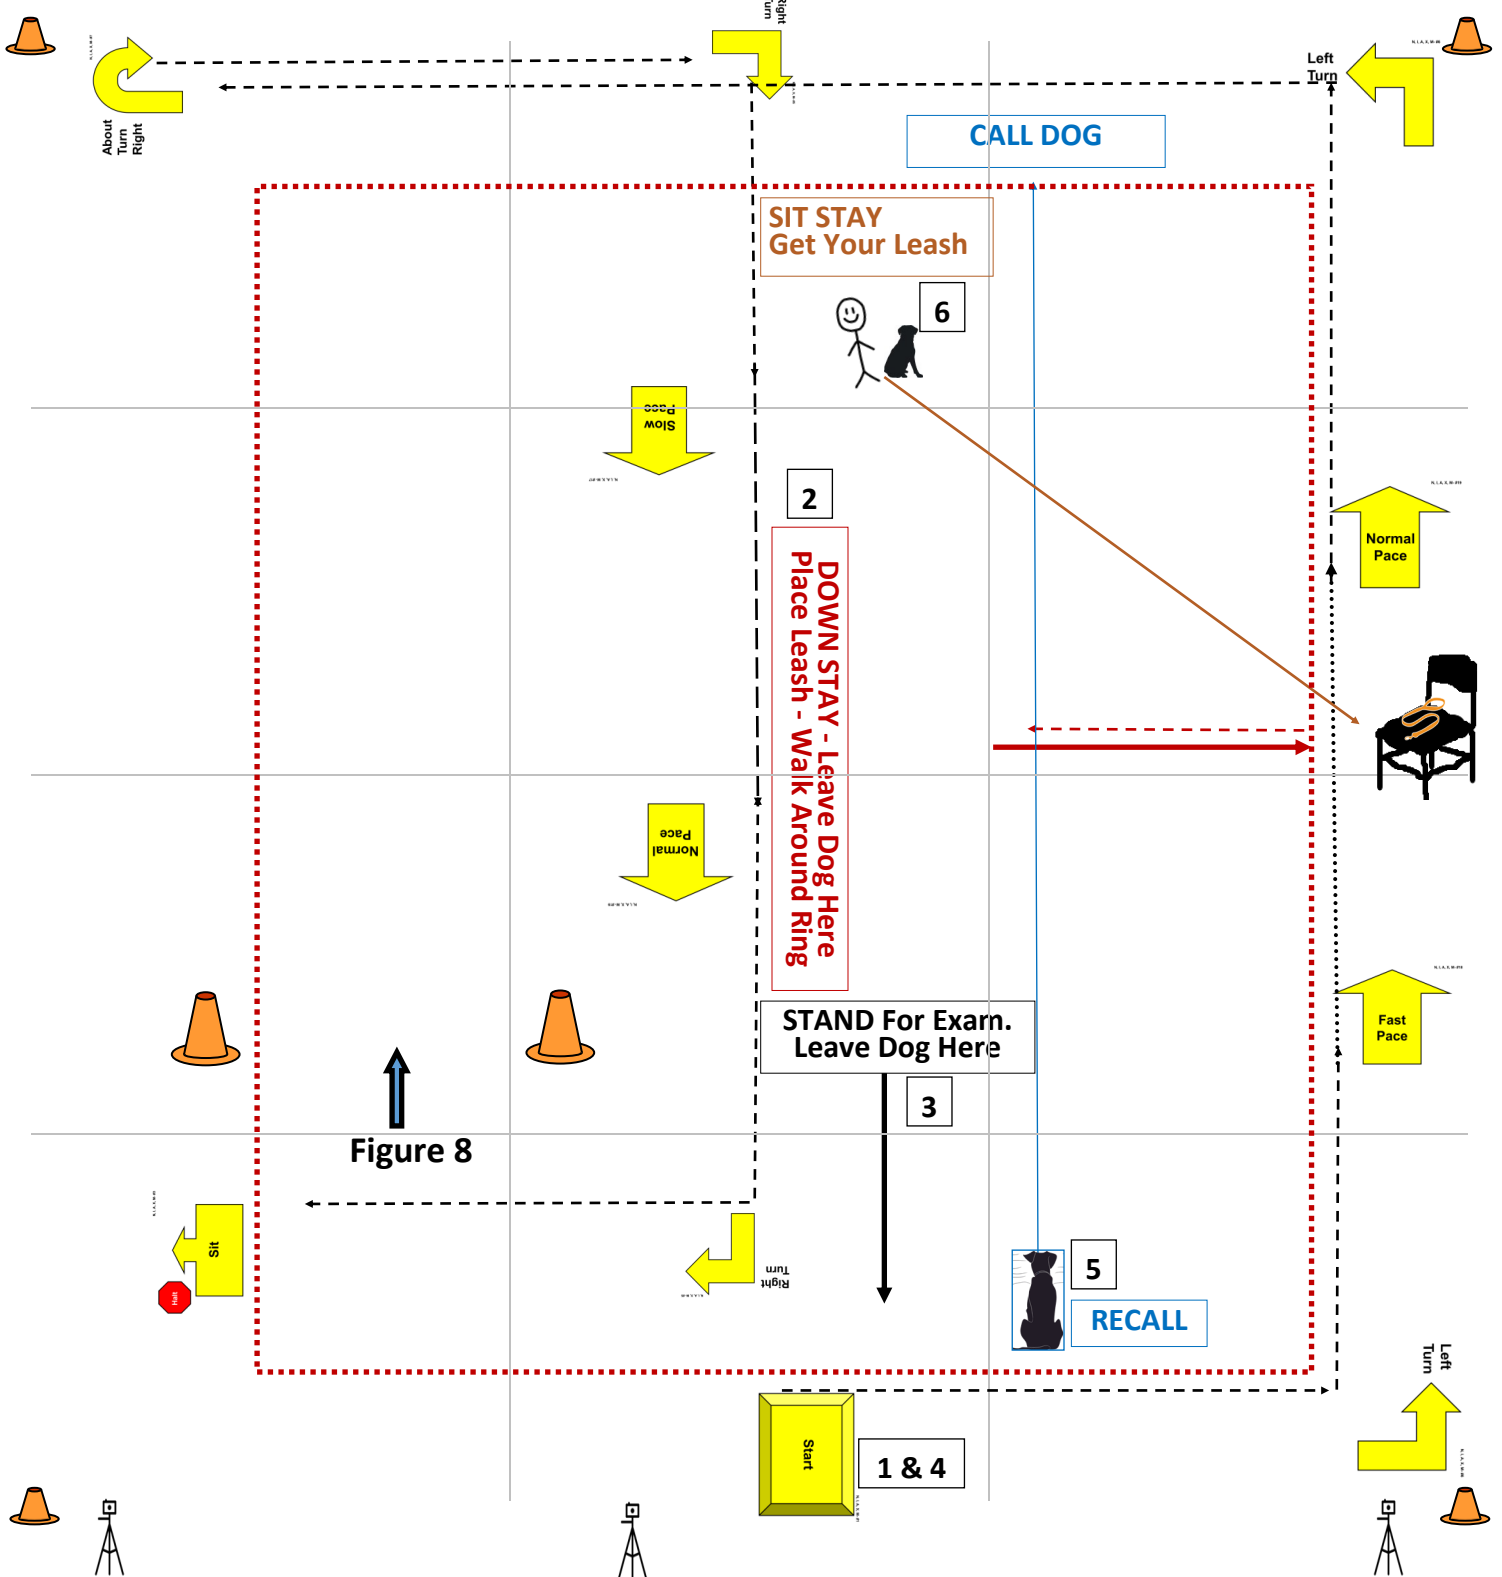 Right
Turn
Left
Turn
About
Turn
Right
CALL DOG
SIT STAY
Get Your Leash
6
Slow
Pace
2
DOWN STAY - Leave Dog Here
Place Leash - Walk Around Ring
Normal
Pace
Normal
Pace
Fast
Pace
STAND For Exam.
Leave Dog Here
3
Figure 8
Sit
Halt
Right
Turn
5
RECALL
Left
Turn
Start
1 & 4